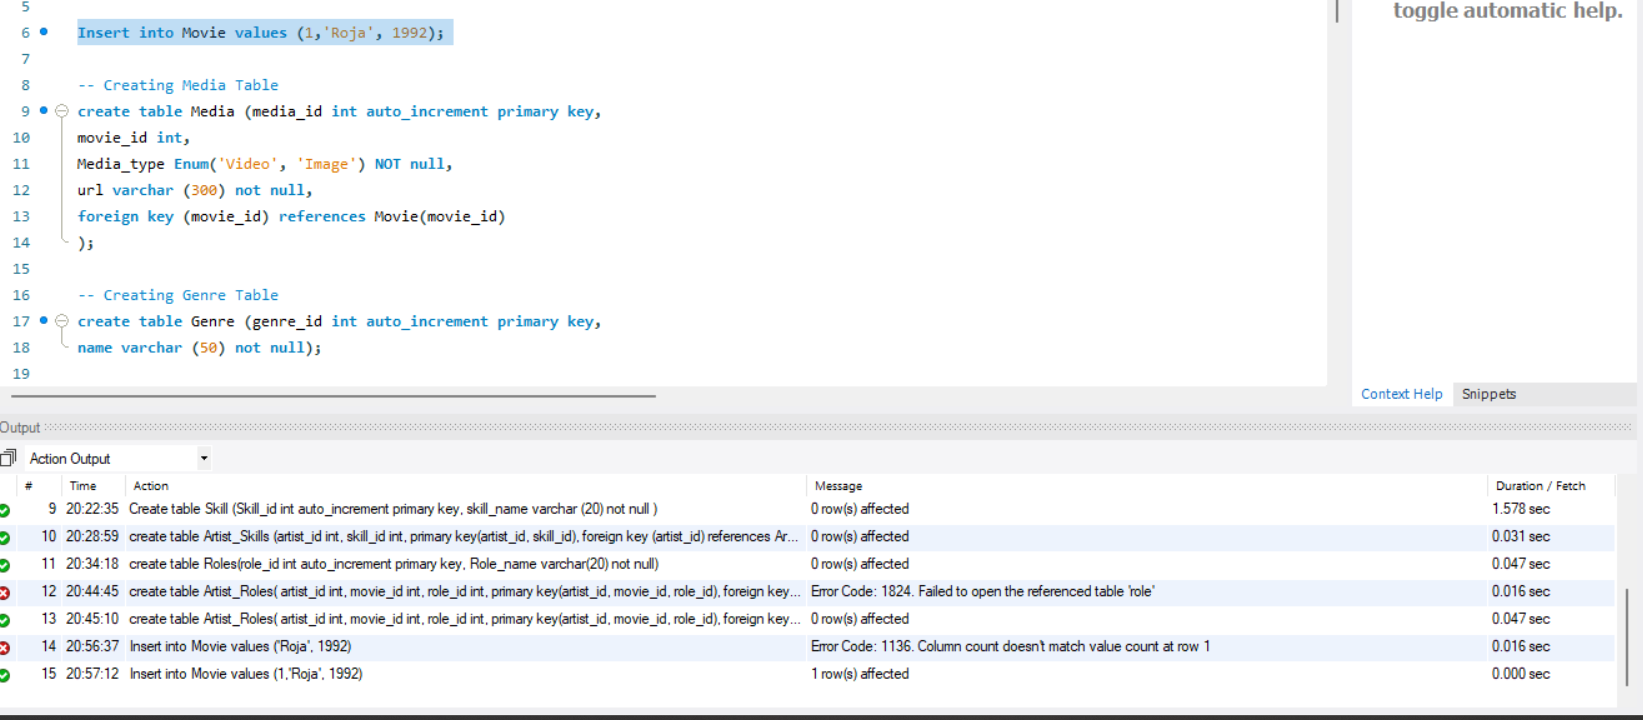 5
toggle automatic help.
6 Insert into Movie values (1,'Roja', 1992);
7
8 -- Creating Media Table
9 create table Media (media_id int auto_increment primary key,
10 movie_id int,
11 Media_type Enum('Video', 'Image') NOT null,
12 url varchar (300) not null,
13 foreign key (movie_id) references Movie(movie_id)
14 );
15
16 -- Creating Genre Table
17 create table Genre (genre_id int auto_increment primary key,
18 name varchar (50) not null);
19
Context Help Snippets
Output
Action Output
# Time Action Message Duration / Fetch
9 20:22:35 Create table Skill (Skill_id int auto_increment primary key, skill_name varchar (20) not null ) 0 row(s) affected 1.578 sec
10 20:28:59 create table Artist_Skills (artist_id int, skill_id int, primary key(artist_id, skill_id), foreign key (artist_id) references Ar... 0 row(s) affected 0.031 sec
11 20:34:18 create table Roles(role_id int auto_increment primary key, Role_name varchar(20) not null) 0 row(s) affected 0.047 sec
12 20:44:45 create table Artist_Roles( artist_id int, movie_id int, role_id int, primary key(artist_id, movie_id, role_id), foreign key... Error Code: 1824. Failed to open the referenced table 'role' 0.016 sec
13 20:45:10 create table Artist_Roles( artist_id int, movie_id int, role_id int, primary key(artist_id, movie_id, role_id), foreign key... 0 row(s) affected 0.047 sec
14 20:56:37 Insert into Movie values ('Roja', 1992) Error Code: 1136. Column count doesn't match value count at row 1 0.016 sec
15 20:57:12 Insert into Movie values (1,'Roja', 1992) 1 row(s) affected 0.000 sec